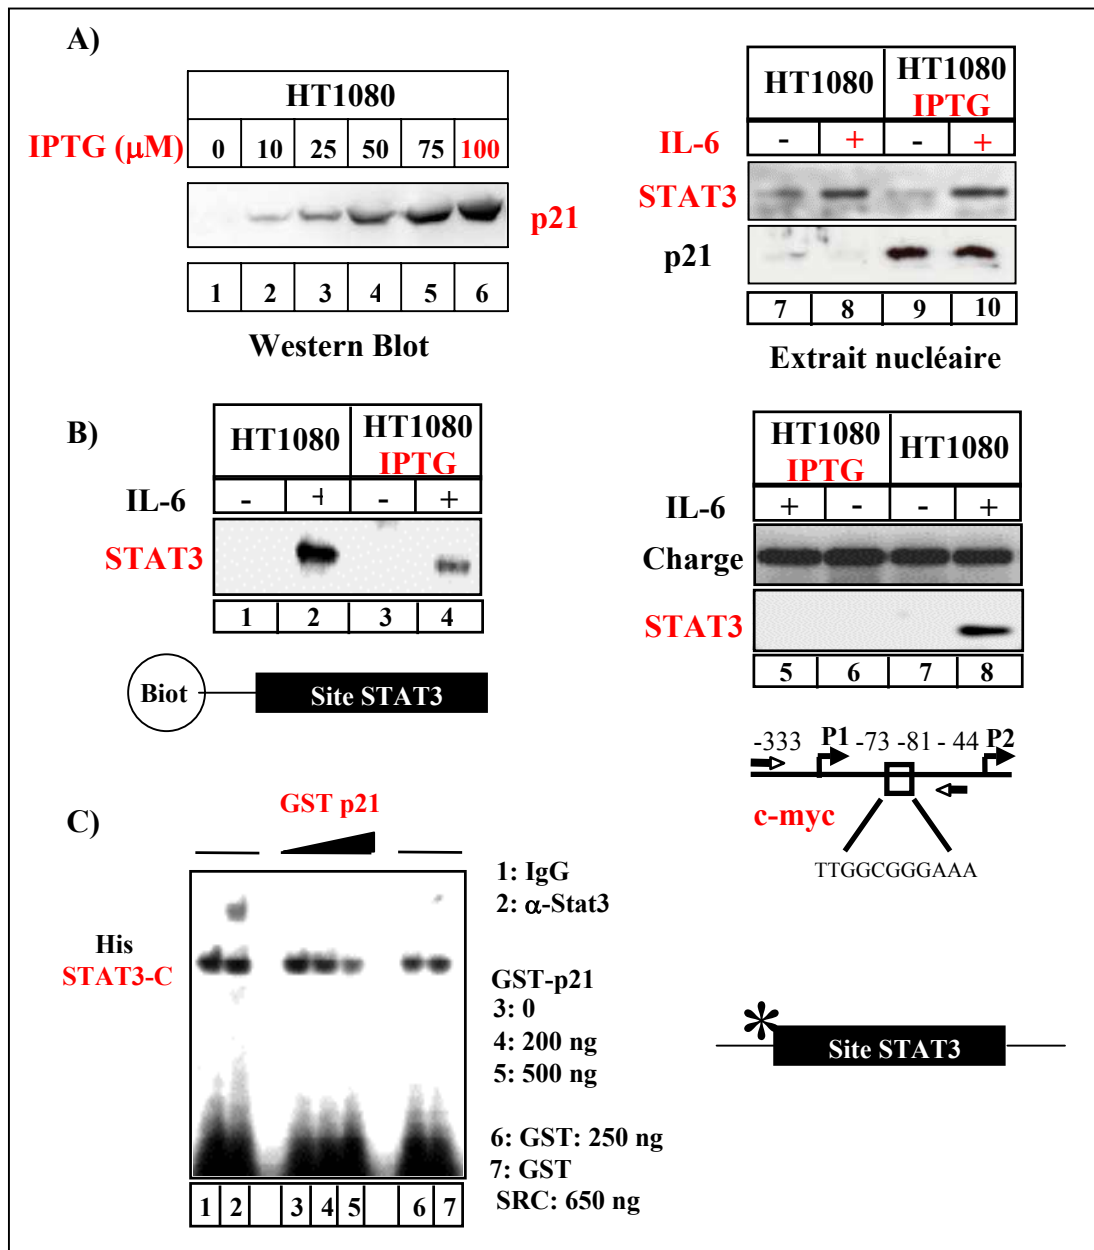 A)
HT1080
IPTG (µM) 0 10 25 50 75 100
p21
1 2 3 4 5 6
Western Blot
HT1080 HT1080 IPTG
IL-6 - + - +
STAT3
p21
7 8 9 10
Extrait nucléaire
B)
HT1080 HT1080 IPTG
IL-6 - + - +
STAT3
1 2 3 4
Biot Site STAT3
HT1080 IPTG HT1080
IL-6 + - - +
Charge
STAT3
5 6 7 8
-333 P1 -73 -81 - 44 P2
c-myc
TTGGCGGGAAA
C)
GST p21
His
STAT3-C
1 2 3 4 5 6 7
1: IgG
2: α-Stat3
GST-p21
3: 0
4: 200 ng
5: 500 ng
6: GST: 250 ng
7: GST
SRC: 650 ng
*
Site STAT3